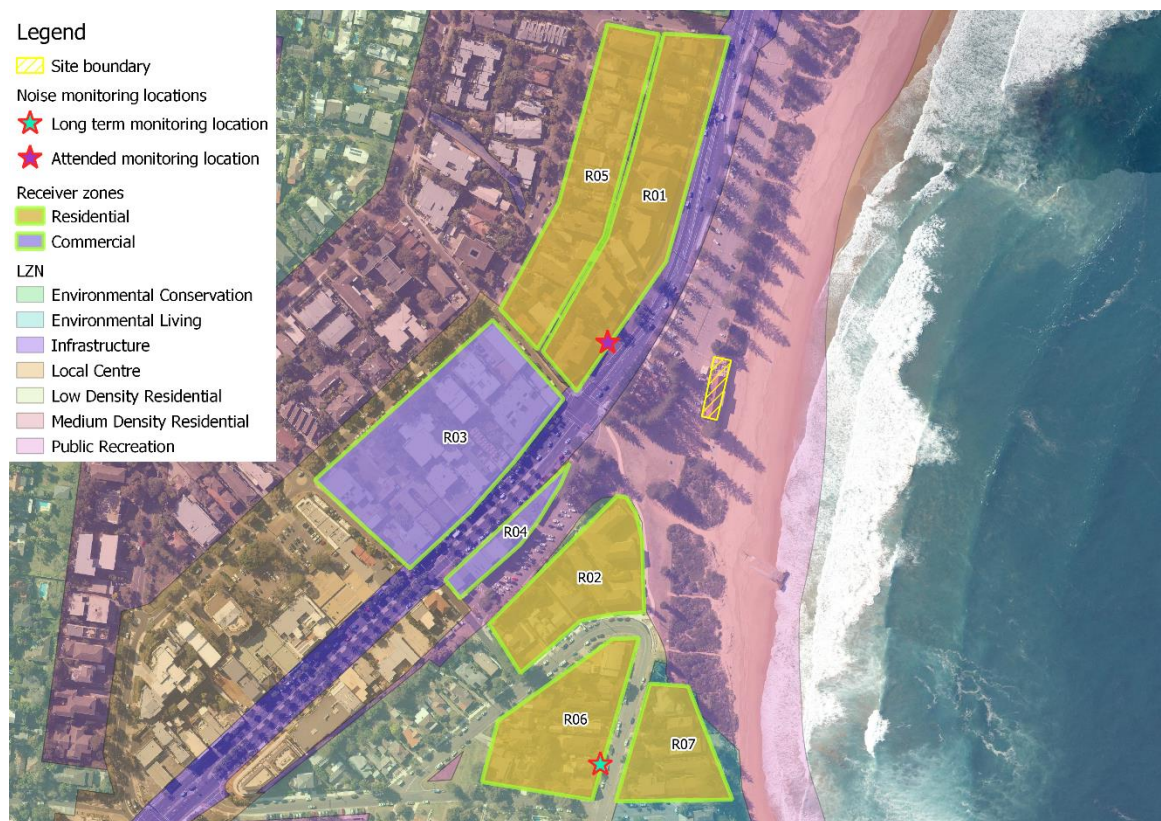 Legend
Site boundary
Noise monitoring locations
Long term monitoring location
Attended monitoring location
Receiver zones
Residential
Commercial
LZN
Environmental Conservation
Environmental Living
Infrastructure
Local Centre
Low Density Residential
Medium Density Residential
Public Recreation
R05
R01
R03
R04
R02
R06
R07